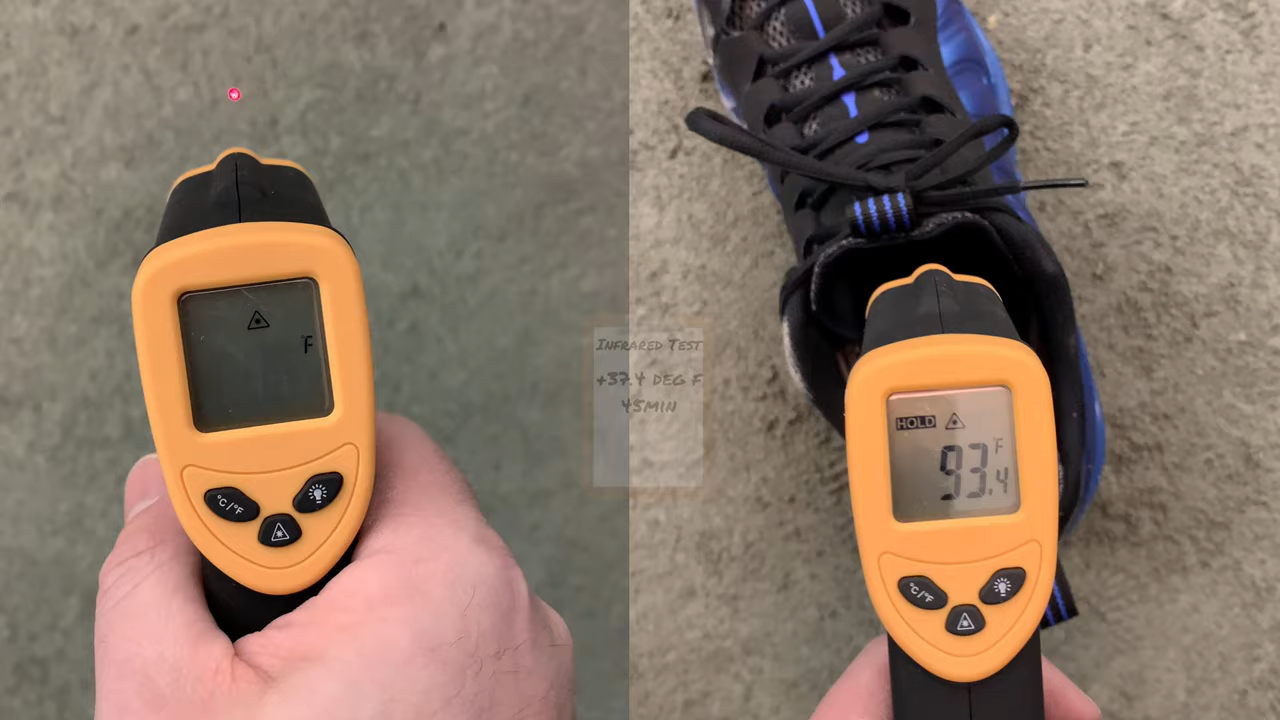 °F
°C/°F
Infrared Test
+37.4 deg F
45min
HOLD
93.4 °F
°C/°F